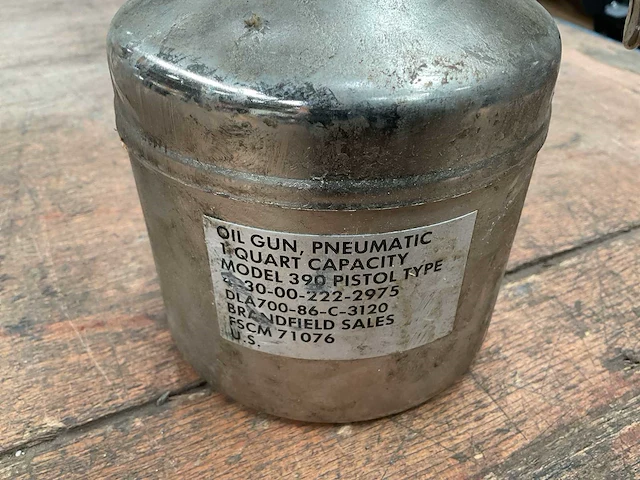 OIL GUN, PNEUMATIC
1 QUART CAPACITY
MODEL 390 PISTOL TYPE
30-00-222-2975
DLA700-86-C-3120
BRANDFIELD SALES
FSCM 71076
U.S.